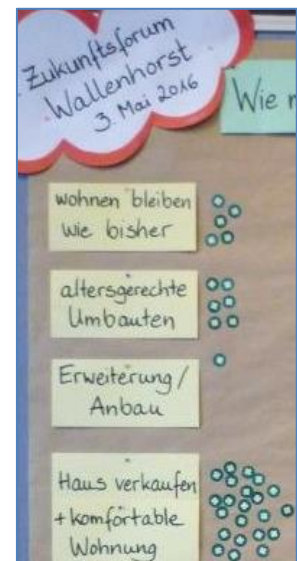 Zukunftsforum
Wallenhorst
3. Mai 2016
Wie
wohnen bleiben
wie bisher
altersgerechte
Umbauten
Erweiterung/
Anbau
Haus verkaufen
+ komfortable
Wohnung